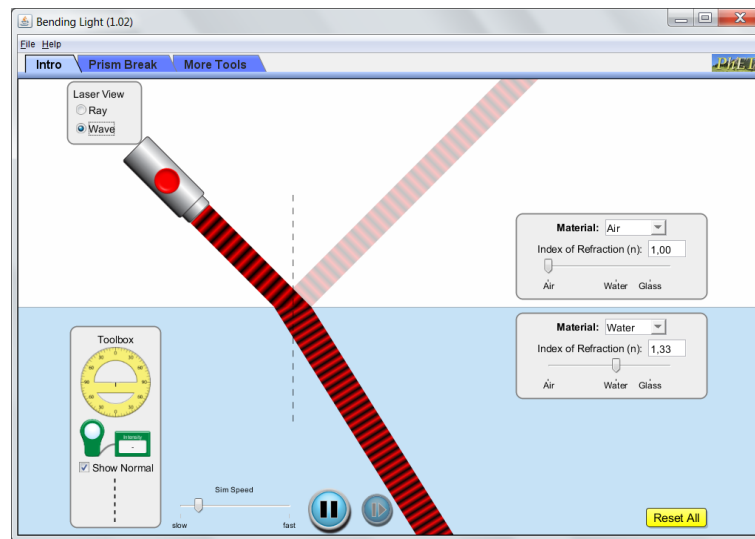 Bending Light (1.02)
File Help
Intro Prism Break More Tools
PhET
Laser View
Ray
Wave
Material: Air
Index of Refraction (n): 1,00
Air Water Glass
Material: Water
Index of Refraction (n): 1,33
Air Water Glass
Toolbox
Intensity
-
Show Normal
Sim Speed
slow fast
Reset All